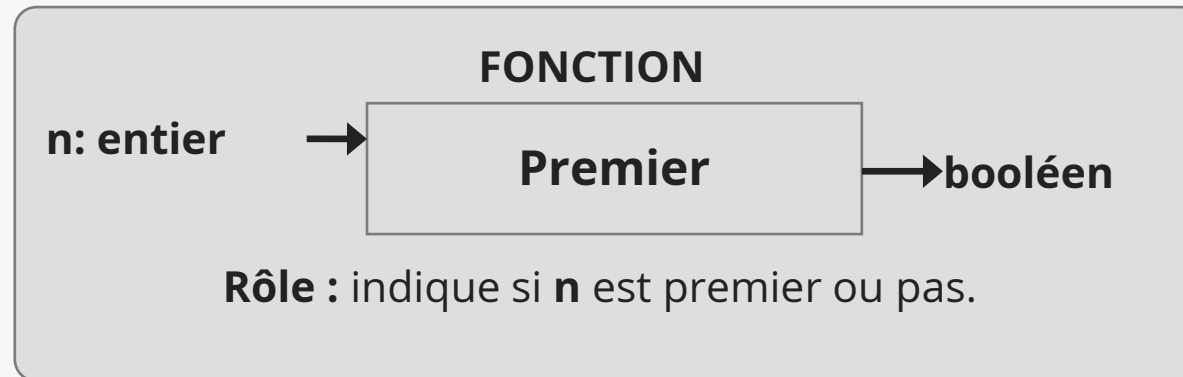 FONCTION
n: entier
Premier
booléen
Rôle : indique si n est premier ou pas.